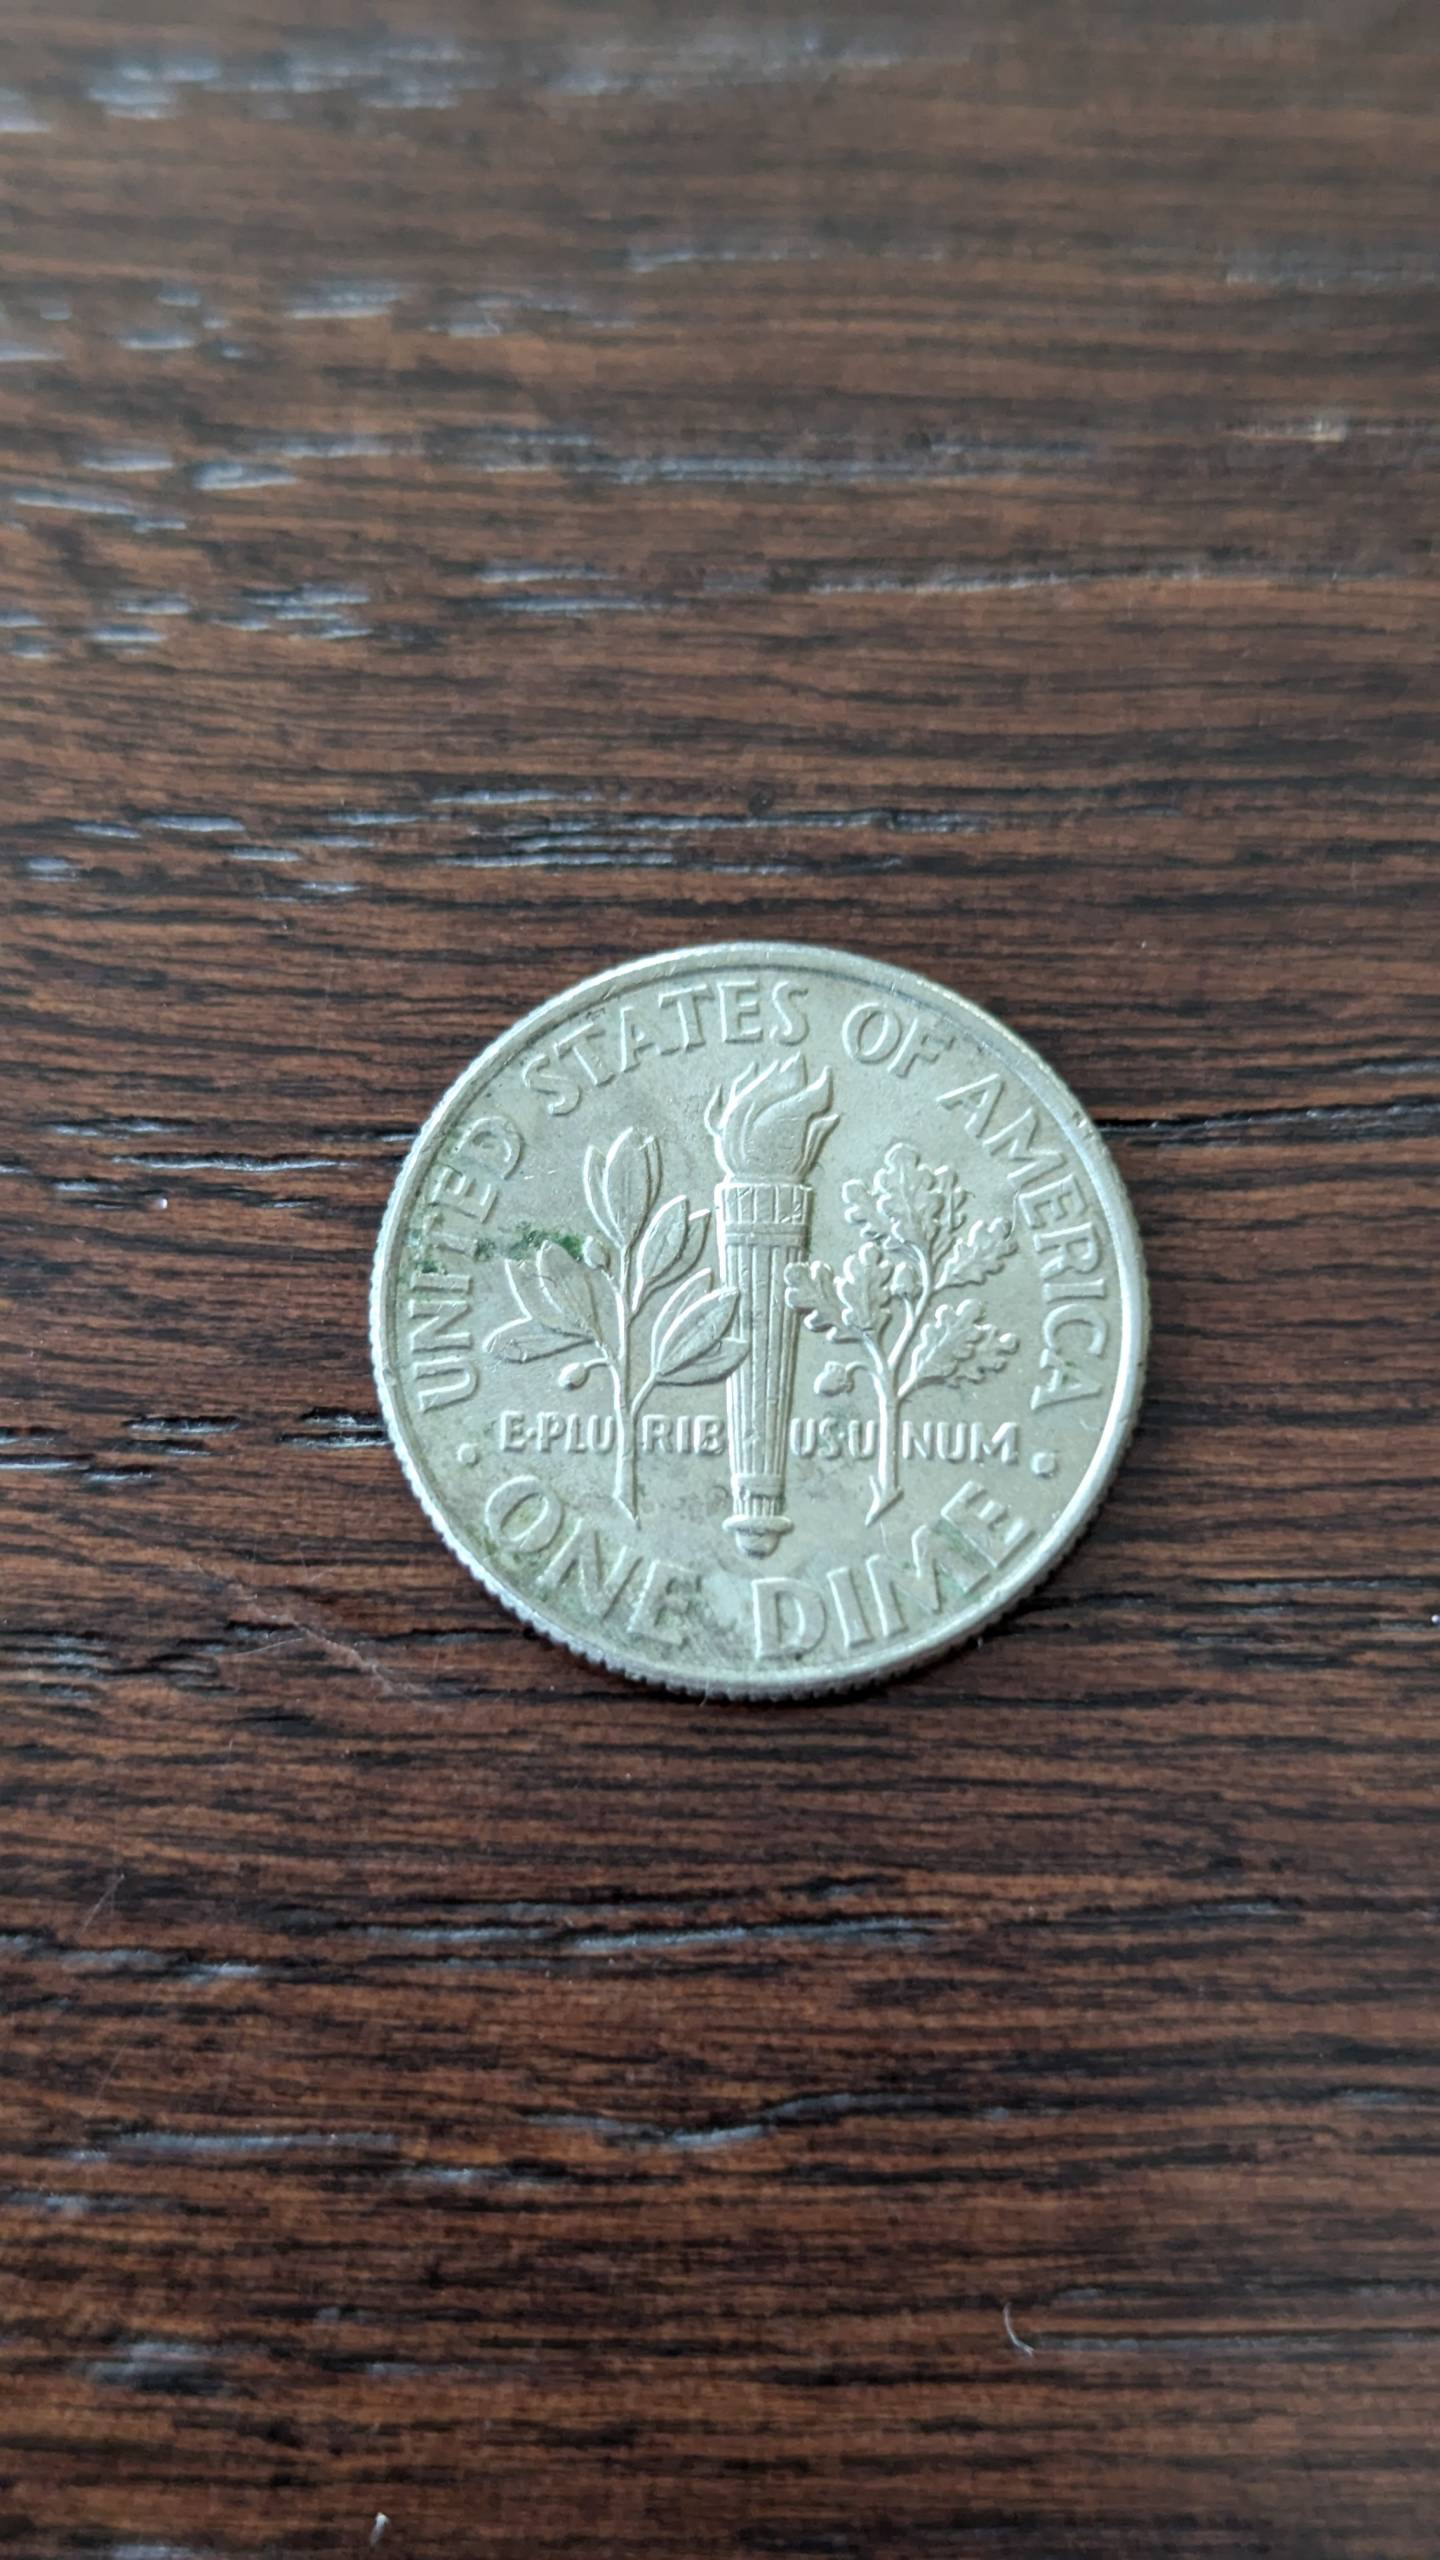 UNITED STATES OF AMERICA
E·PLURIBUS·UNUM
· ONE DIME ·